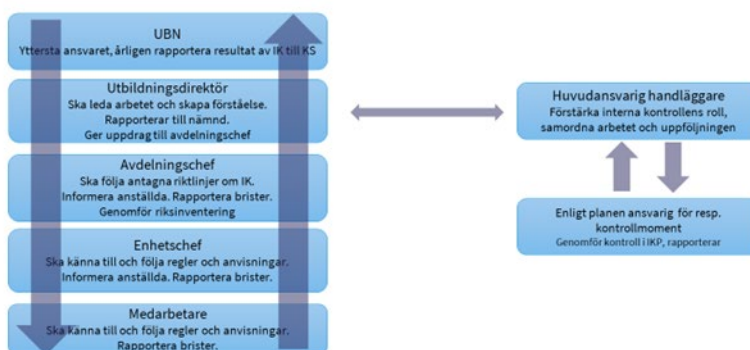 UBN
Yttersta ansvaret, årligen rapportera resultat av IK till KS
Utbildningsdirektör
Ska leda arbetet och skapa förståelse.
Rapporterar till nämnd.
Ger uppdrag till avdelningschef
Avdelningschef
Ska följa antagna riktlinjer om IK.
Informera anställda. Rapportera brister.
Genomför riksinventering
Enhetschef
Ska känna till och följa regler och anvisningar.
Informera anställda. Rapportera brister.
Medarbetare
Ska känna till och följa regler och anvisningar.
Rapportera brister.
Huvudansvarig handläggare
Förstärka interna kontrollens roll,
samordna arbetet och uppföljningen
Enligt planen ansvarig för resp.
kontrollmoment
Genomför kontroll i IKP, rapporterar